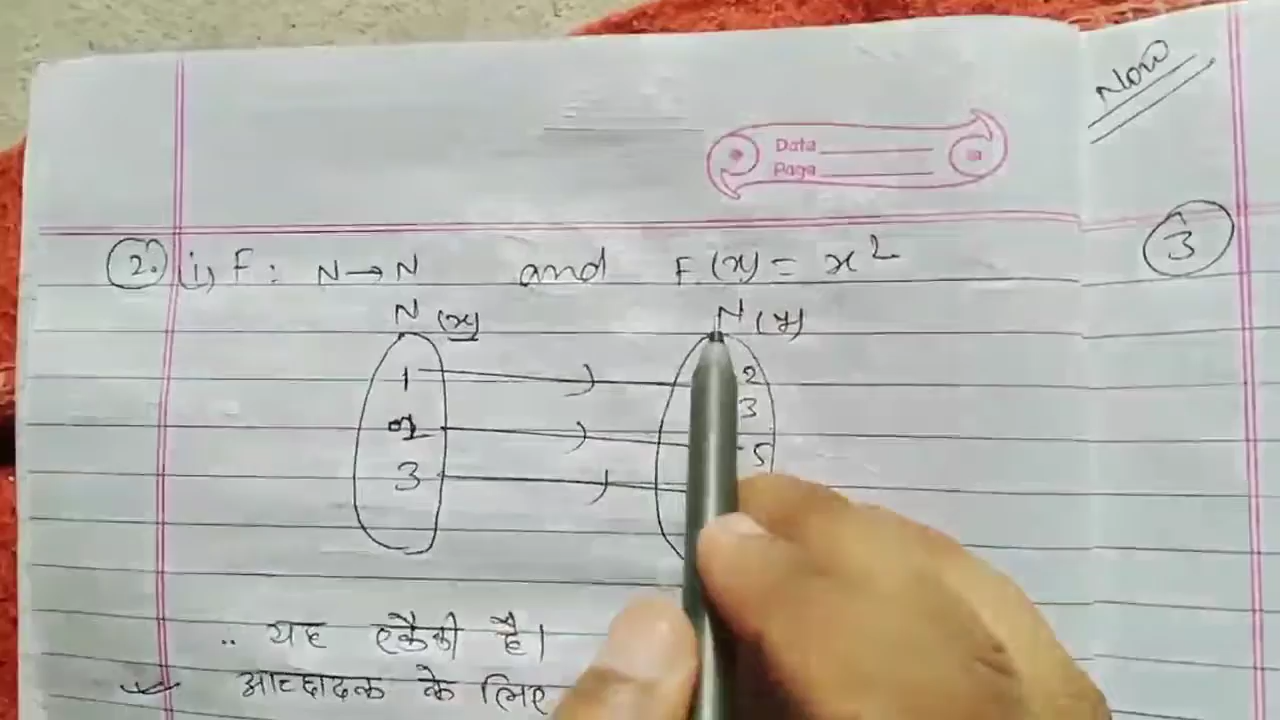 Now
Data
Page
3
2. (i) F : N → N and F (x) = x²
N (x) N (y)
1 2
3
2 5
3
∴ यह एकैकी है।
आच्छादक के लिए